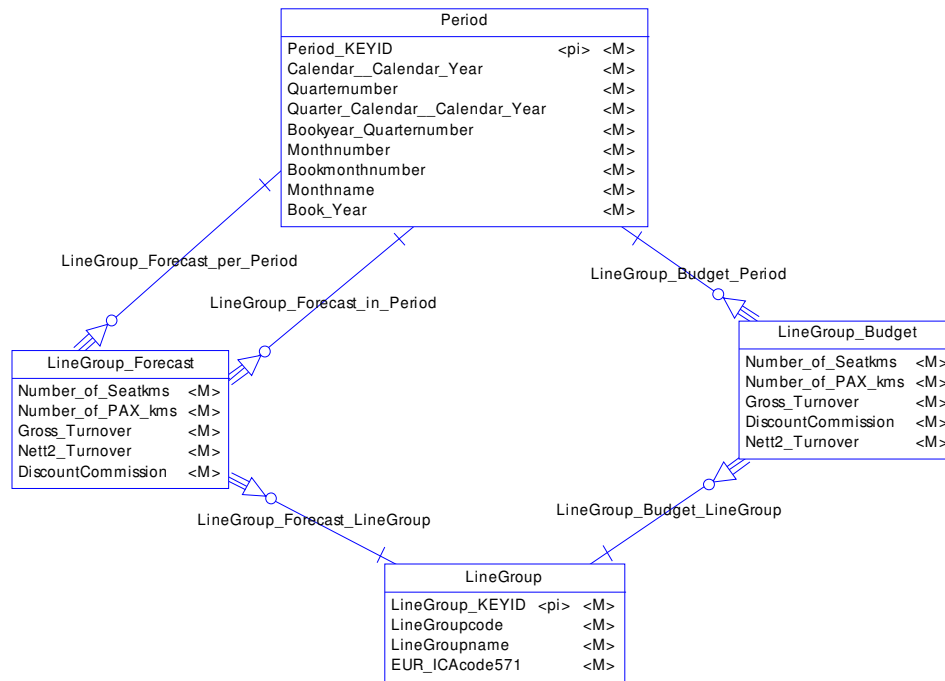 Period
Period_KEYID <pi> <M>
Calendar__Calendar_Year <M>
Quarternumber <M>
Quarter_Calendar__Calendar_Year <M>
Bookyear_Quarternumber <M>
Monthnumber <M>
Bookmonthnumber <M>
Monthname <M>
Book_Year <M>
LineGroup_Forecast_per_Period
LineGroup_Forecast_in_Period
LineGroup_Budget_Period
LineGroup_Forecast
Number_of_Seatkms <M>
Number_of_PAX_kms <M>
Gross_Turnover <M>
Nett2_Turnover <M>
DiscountCommission <M>
LineGroup_Budget
Number_of_Seatkms <M>
Number_of_PAX_kms <M>
Gross_Turnover <M>
DiscountCommission <M>
Nett2_Turnover <M>
LineGroup_Forecast_LineGroup
LineGroup_Budget_LineGroup
LineGroup
LineGroup_KEYID <pi> <M>
LineGroupcode <M>
LineGroupname <M>
EUR_ICAcode571 <M>